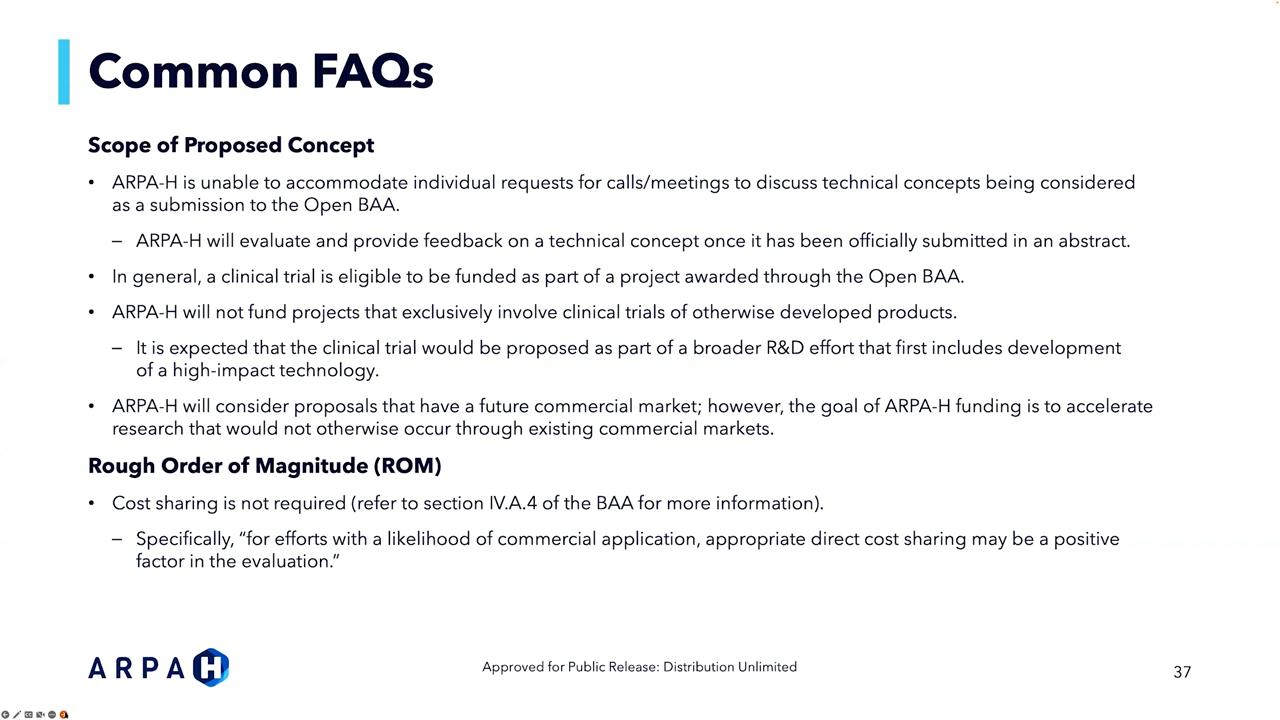 Common FAQs
Scope of Proposed Concept
• ARPA-H is unable to accommodate individual requests for calls/meetings to discuss technical concepts being considered
as a submission to the Open BAA.
– ARPA-H will evaluate and provide feedback on a technical concept once it has been officially submitted in an abstract.
• In general, a clinical trial is eligible to be funded as part of a project awarded through the Open BAA.
• ARPA-H will not fund projects that exclusively involve clinical trials of otherwise developed products.
– It is expected that the clinical trial would be proposed as part of a broader R&D effort that first includes development
of a high-impact technology.
• ARPA-H will consider proposals that have a future commercial market; however, the goal of ARPA-H funding is to accelerate
research that would not otherwise occur through existing commercial markets.
Rough Order of Magnitude (ROM)
• Cost sharing is not required (refer to section IV.A.4 of the BAA for more information).
– Specifically, “for efforts with a likelihood of commercial application, appropriate direct cost sharing may be a positive
factor in the evaluation.”
ARPA H
Approved for Public Release: Distribution Unlimited
37